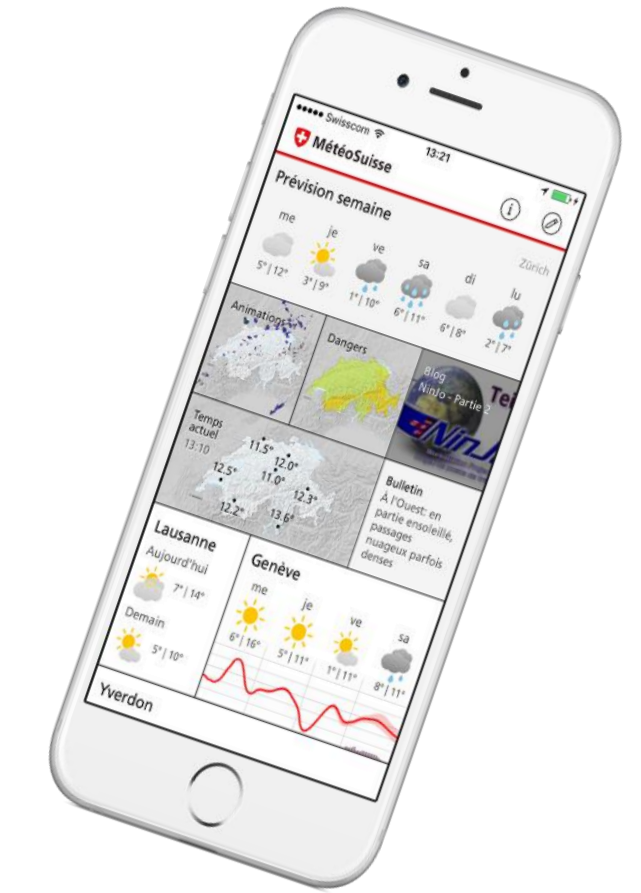 Swisscom
13:21
MétéoSuisse
Prévision semaine
Zürich
me je ve sa di lu
5°|12° 3°|9° 1°|10° 6°|11° 6°|8° 2°|7°
Animations
Dangers
Blog
NinJo - Partie 2
Tei
NinJo
Temps
actuel
13:10
11.5°
12.0°
12.5°
11.0°
12.3°
12.2°
13.6°
Bulletin
À l'Ouest: en
partie ensoleillé,
passages
nuageux parfois
denses
Lausanne
Aujourd'hui
7°|14°
Demain
5°|10°
Genève
me je ve sa
6°|16° 5°|11° 1°|11° 8°|11°
Yverdon